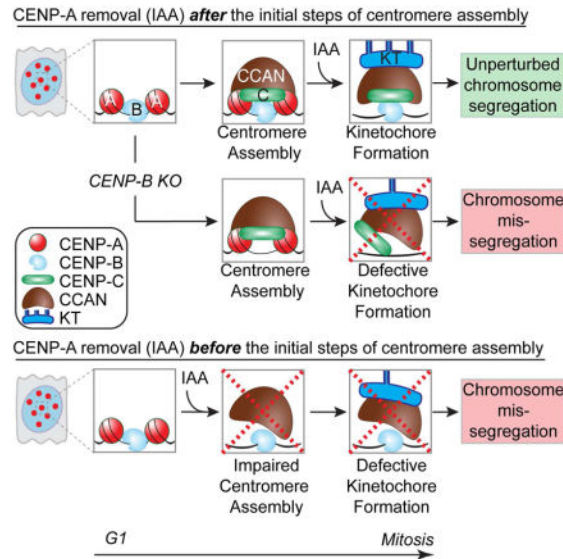 CENP-A removal (IAA) after the initial steps of centromere assembly
IAA
KT
CCAN
C
A
B
A
Unperturbed
chromosome
segregation
Centromere
Assembly
Kinetochore
Formation
CENP-B KO
IAA
Chromosome
mis-
segregation
Centromere
Assembly
Defective
Kinetochore
Formation
CENP-A
CENP-B
CENP-C
CCAN
KT
CENP-A removal (IAA) before the initial steps of centromere assembly
IAA
Chromosome
mis-
segregation
Impaired
Centromere
Assembly
Defective
Kinetochore
Formation
G1
Mitosis